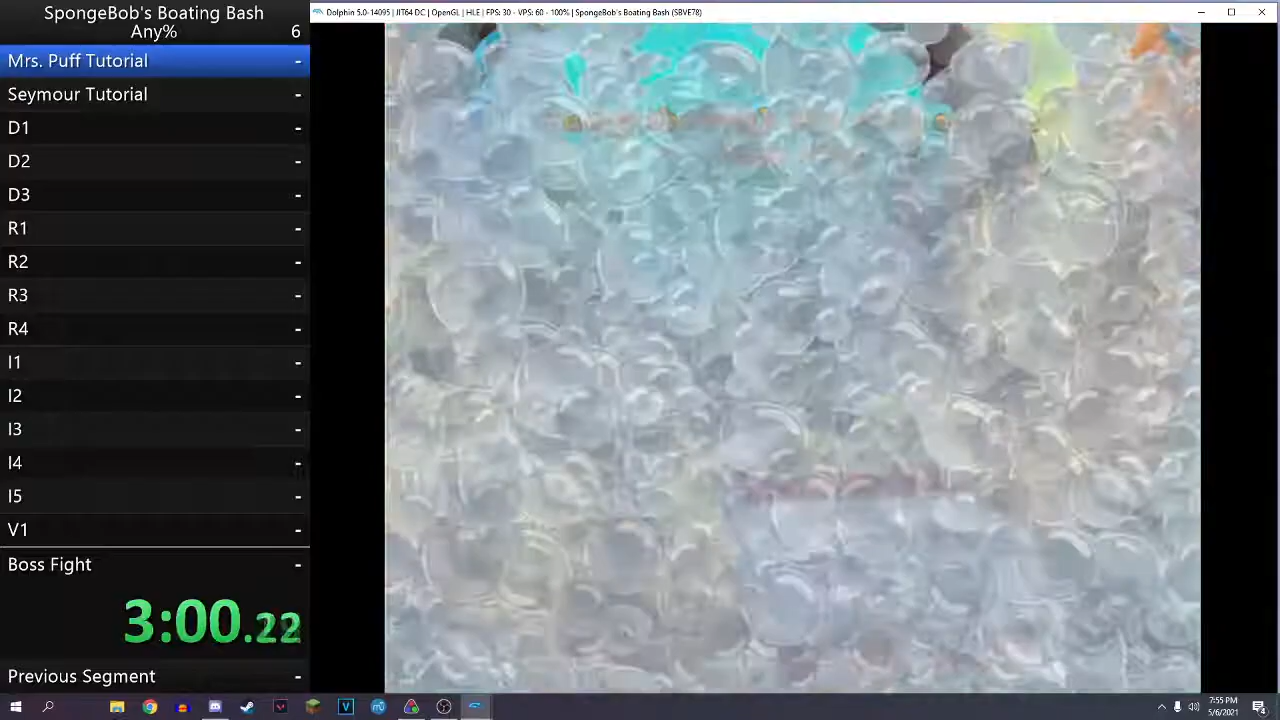 SpongeBob's Boating Bash
Any% 6
Mrs. Puff Tutorial -
Seymour Tutorial -
D1 -
D2 -
D3 -
R1 -
R2 -
R3 -
R4 -
I1 -
I2 -
I3 -
I4 -
I5 -
V1 -
Boss Fight -
3:00.22
Previous Segment -
Dolphin 5.0-14095 | JIT64 DC | OpenGL | HLE | FPS: 30 - VPS: 60 - 100% | SpongeBob's Boating Bash (SBVE78)
7:55 PM
5/6/2021